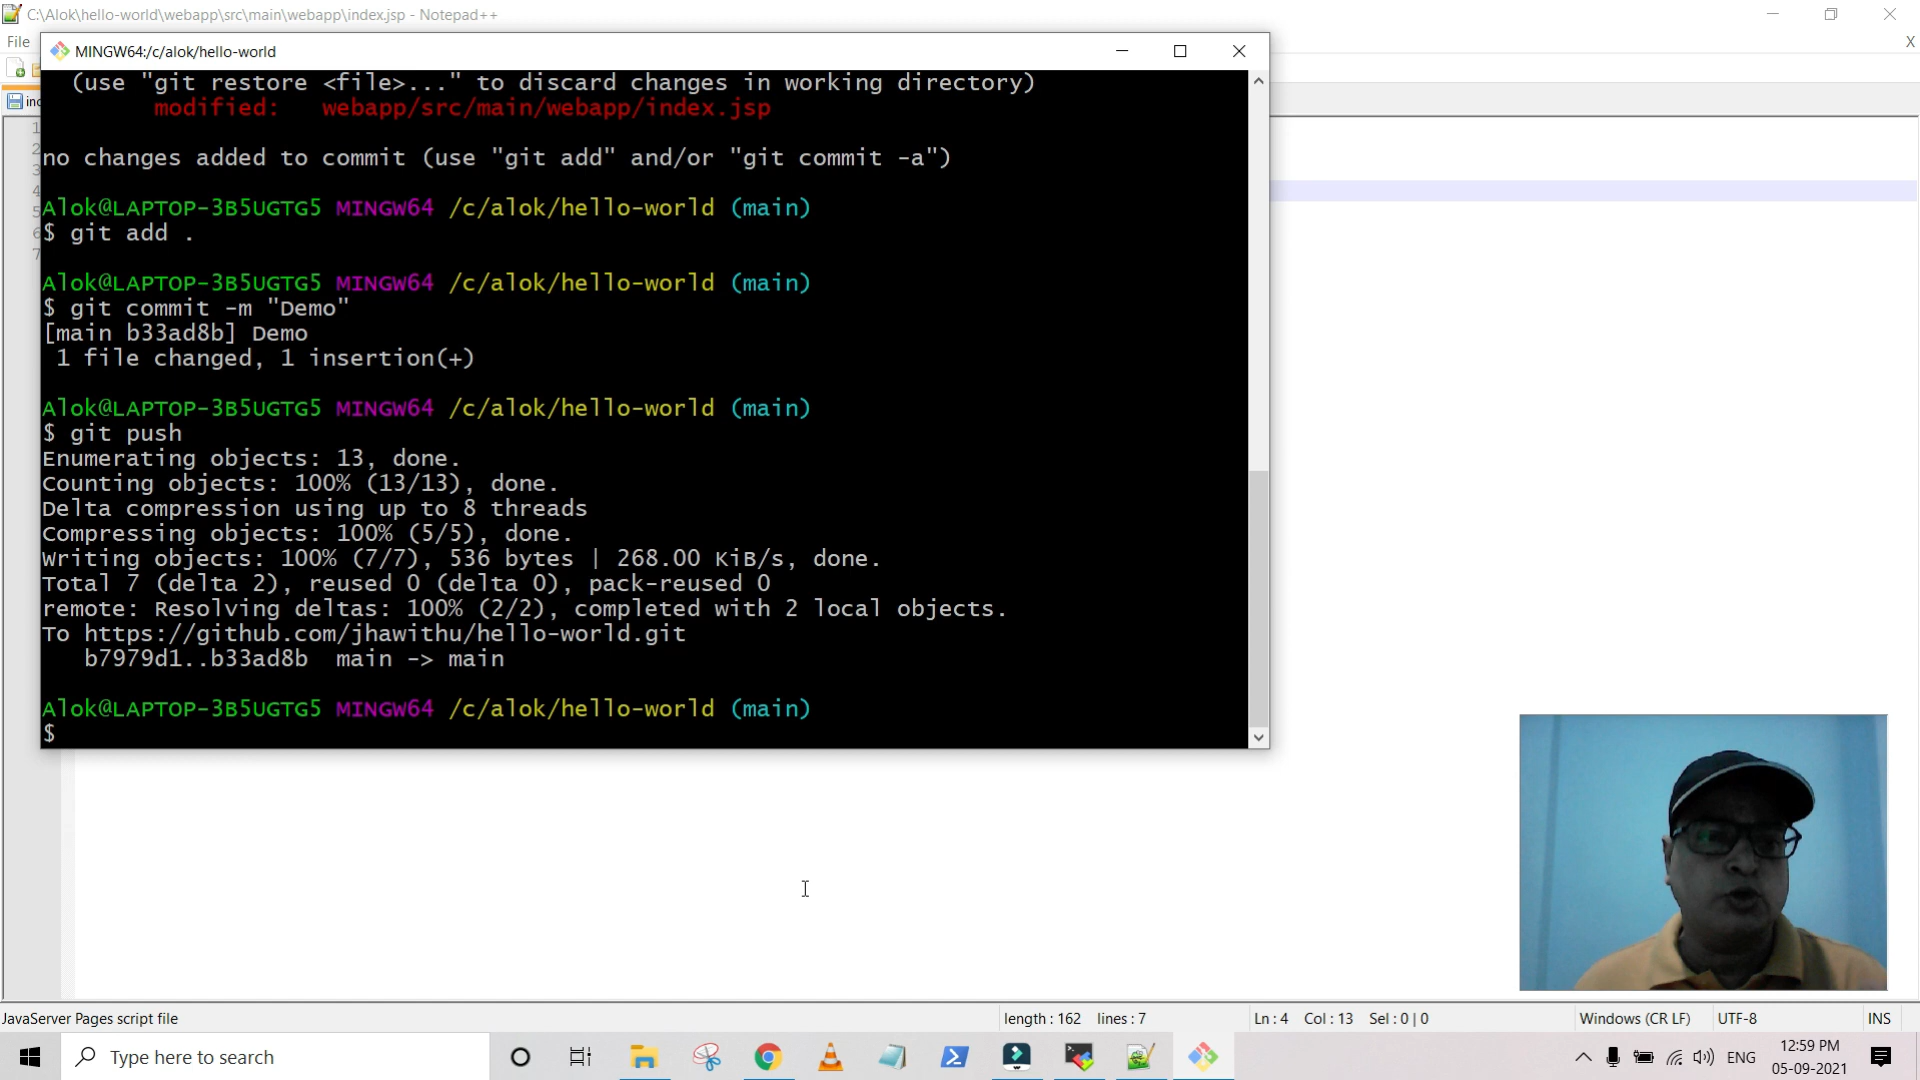 C:\Alok\hello-world\webapp\src\main\webapp\index.jsp - Notepad++
File
X
MINGW64:/c/alok/hello-world
(use "git restore <file>..." to discard changes in working directory)
modified: webapp/src/main/webapp/index.jsp
no changes added to commit (use "git add" and/or "git commit -a")
Alok@LAPTOP-3B5UGTG5 MINGW64 /c/alok/hello-world (main)
$ git add .
Alok@LAPTOP-3B5UGTG5 MINGW64 /c/alok/hello-world (main)
$ git commit -m "Demo"
[main b33ad8b] Demo
1 file changed, 1 insertion(+)
Alok@LAPTOP-3B5UGTG5 MINGW64 /c/alok/hello-world (main)
$ git push
Enumerating objects: 13, done.
Counting objects: 100% (13/13), done.
Delta compression using up to 8 threads
Compressing objects: 100% (5/5), done.
Writing objects: 100% (7/7), 536 bytes | 268.00 KiB/s, done.
Total 7 (delta 2), reused 0 (delta 0), pack-reused 0
remote: Resolving deltas: 100% (2/2), completed with 2 local objects.
To https://github.com/jhawithu/hello-world.git
b7979d1..b33ad8b main -> main
Alok@LAPTOP-3B5UGTG5 MINGW64 /c/alok/hello-world (main)
$
JavaServer Pages script file length : 162 lines : 7 Ln : 4 Col : 13 Sel : 0 | 0 Windows (CR LF) UTF-8 INS
Type here to search
ENG
12:59 PM
05-09-2021